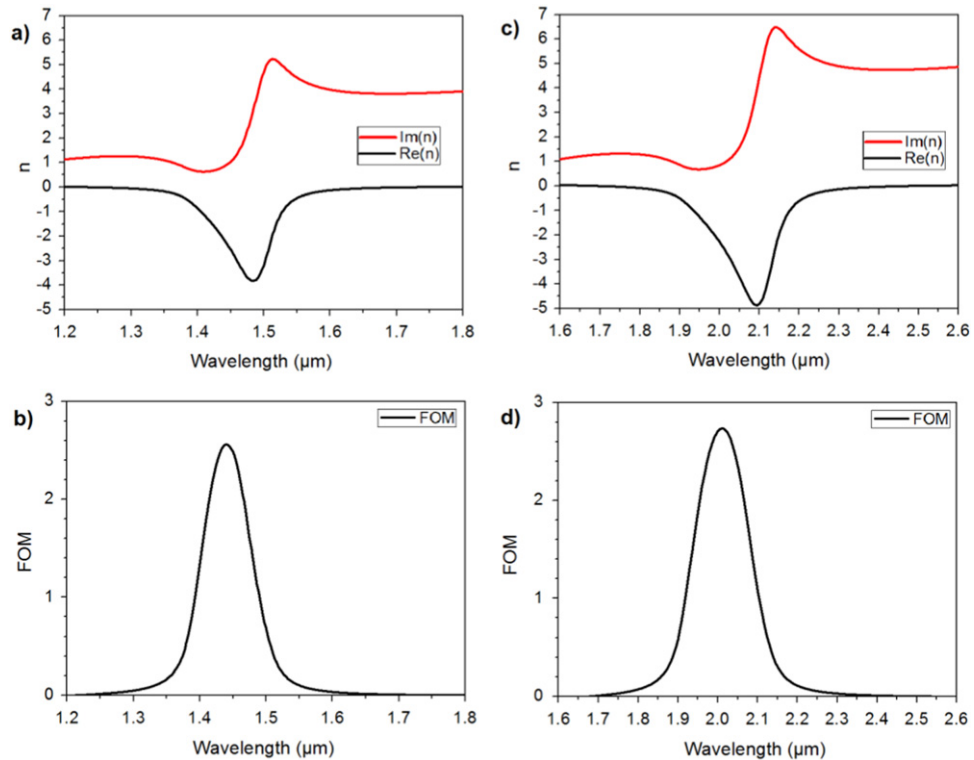 a)
7
6
5
4
3
2
1
0
-1
-2
-3
-4
-5
n
Im(n)
Re(n)
1.2 1.3 1.4 1.5 1.6 1.7 1.8
Wavelength (μm)
c)
7
6
5
4
3
2
1
0
-1
-2
-3
-4
-5
n
Im(n)
Re(n)
1.6 1.7 1.8 1.9 2.0 2.1 2.2 2.3 2.4 2.5 2.6
Wavelength (μm)
b)
3
2
1
0
FOM
FOM
1.2 1.3 1.4 1.5 1.6 1.7 1.8
Wavelength (μm)
d)
3
2
1
0
FOM
FOM
1.6 1.7 1.8 1.9 2.0 2.1 2.2 2.3 2.4 2.5 2.6
Wavelength (μm)